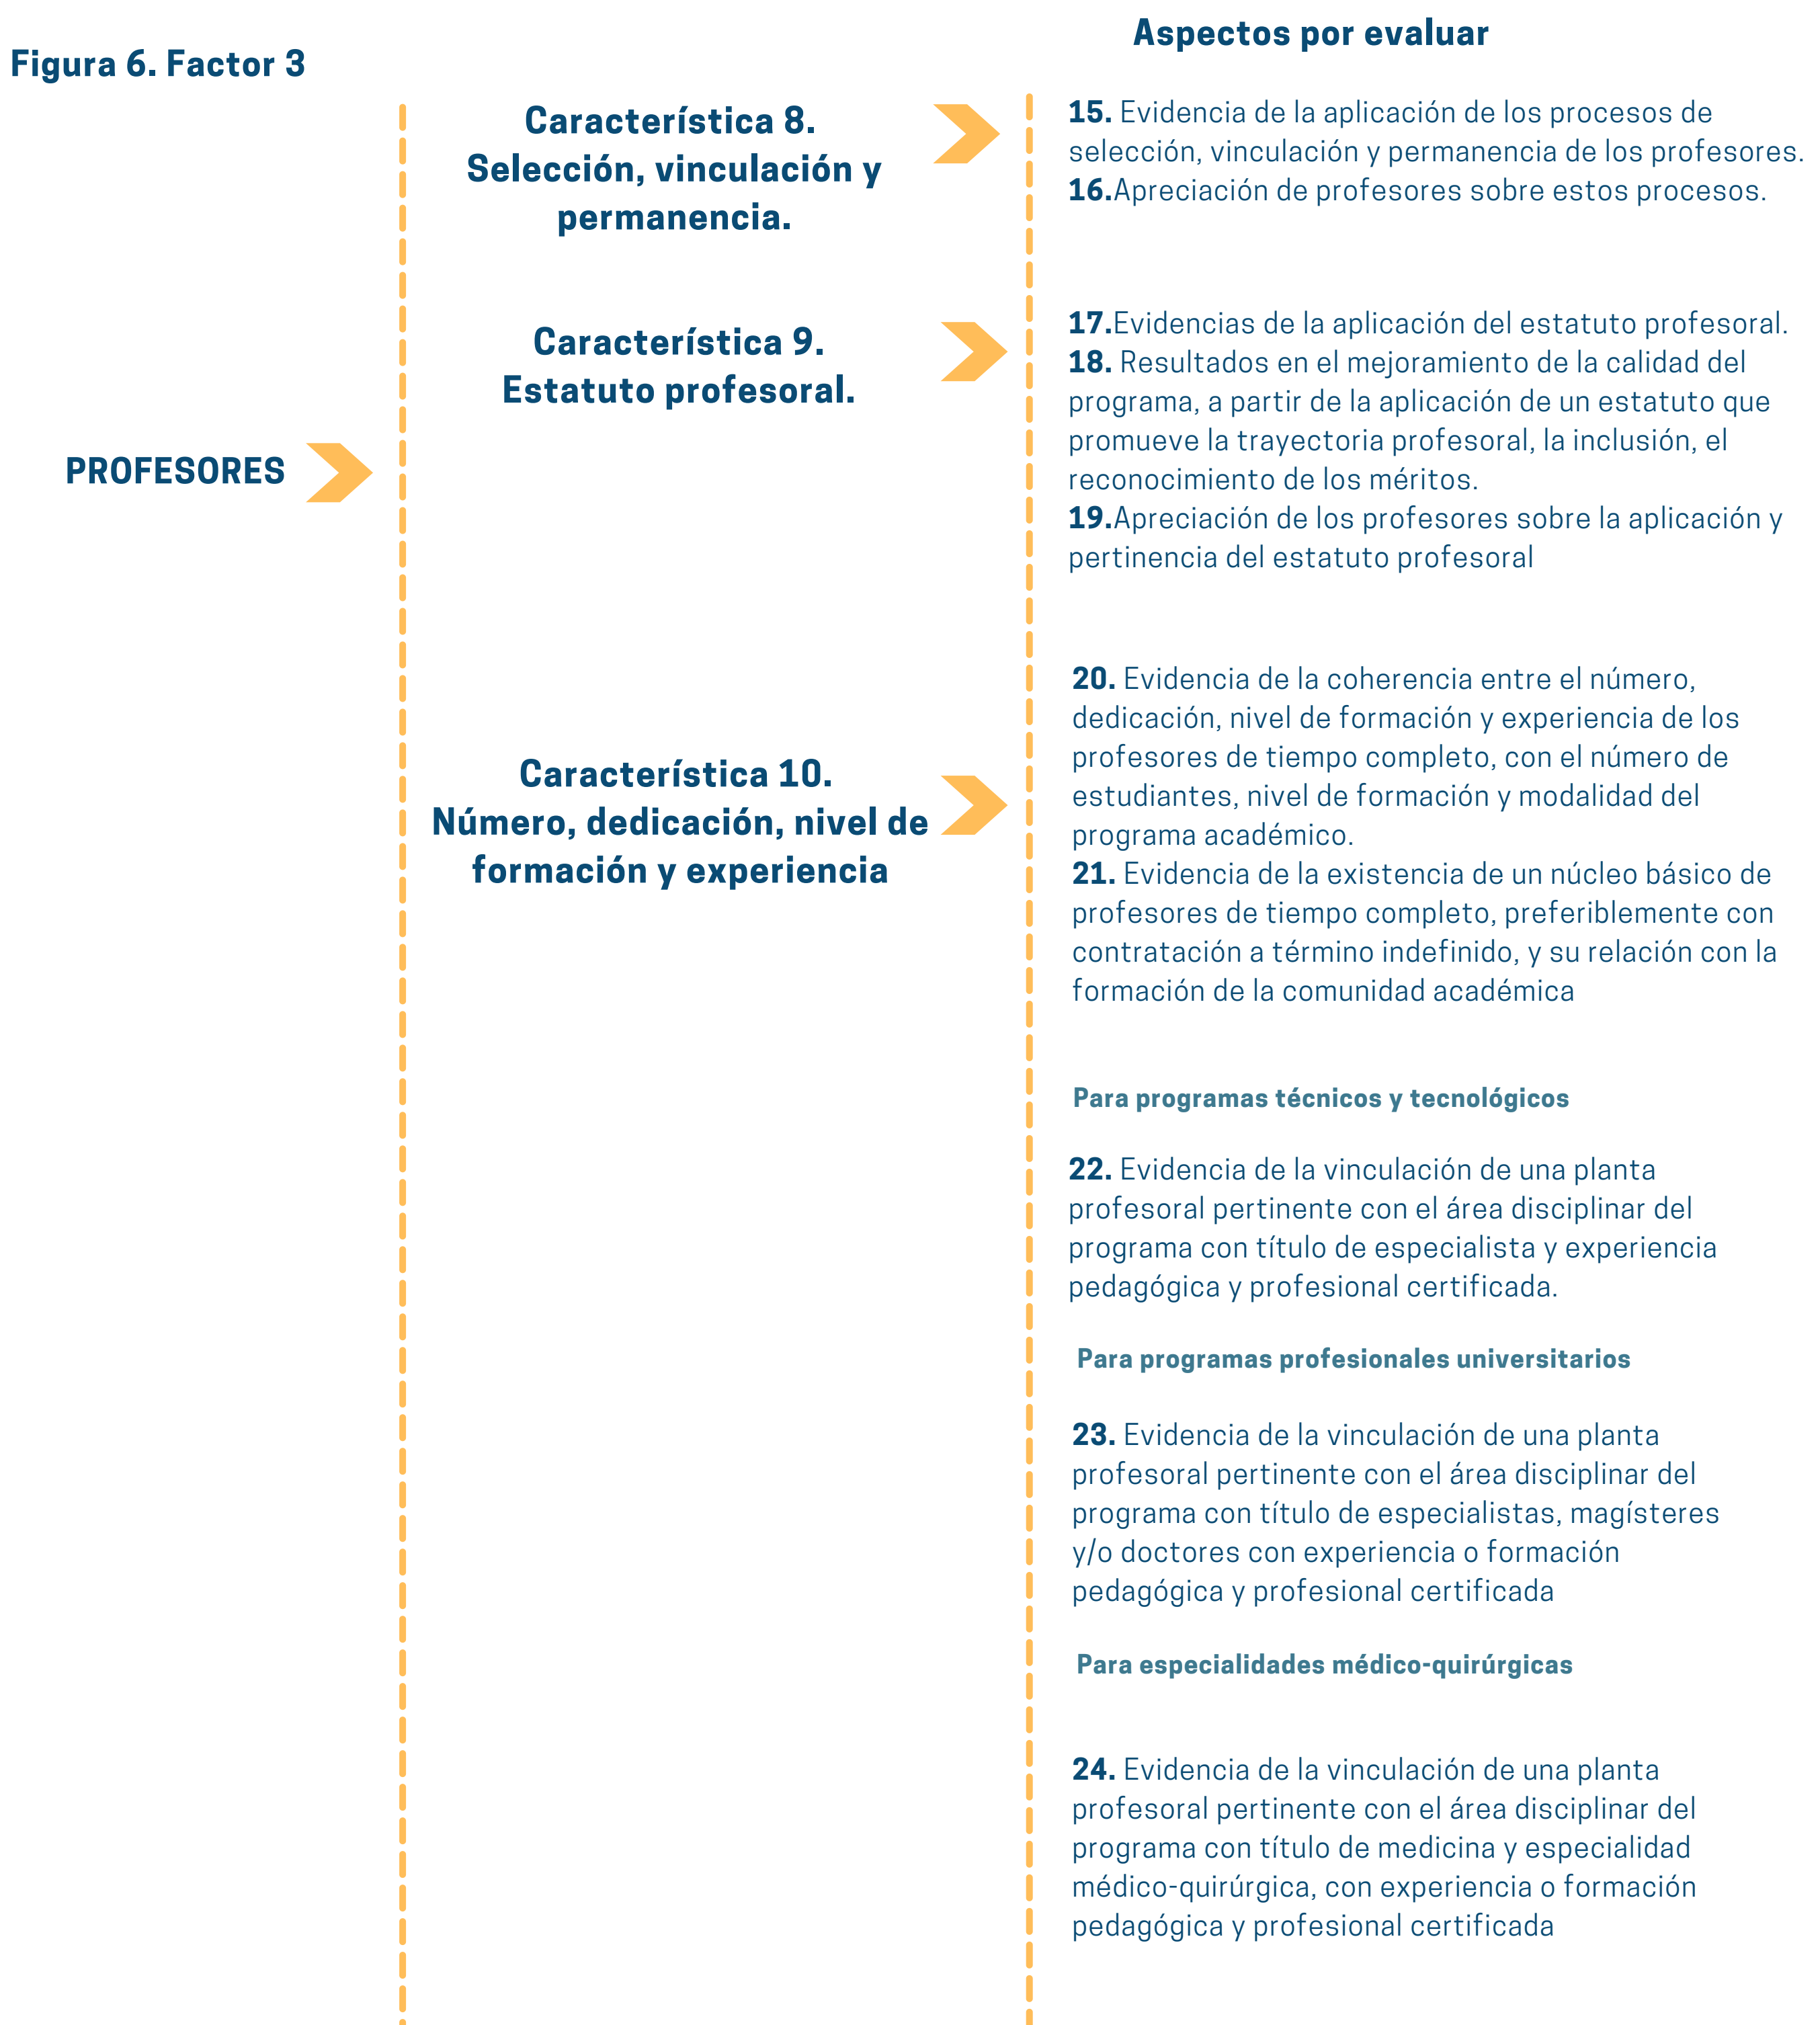 Aspectos por evaluar
Figura 6. Factor 3
PROFESORES
Característica 8.
Selección, vinculación y
permanencia.
15. Evidencia de la aplicación de los procesos de
selección, vinculación y permanencia de los profesores.
16.Apreciación de profesores sobre estos procesos.
Característica 9.
Estatuto profesoral.
17.Evidencias de la aplicación del estatuto profesoral.
18. Resultados en el mejoramiento de la calidad del
programa, a partir de la aplicación de un estatuto que
promueve la trayectoria profesoral, la inclusión, el
reconocimiento de los méritos.
19.Apreciación de los profesores sobre la aplicación y
pertinencia del estatuto profesoral
Característica 10.
Número, dedicación, nivel de
formación y experiencia
20. Evidencia de la coherencia entre el número,
dedicación, nivel de formación y experiencia de los
profesores de tiempo completo, con el número de
estudiantes, nivel de formación y modalidad del
programa académico.
21. Evidencia de la existencia de un núcleo básico de
profesores de tiempo completo, preferiblemente con
contratación a término indefinido, y su relación con la
formación de la comunidad académica
Para programas técnicos y tecnológicos
22. Evidencia de la vinculación de una planta
profesoral pertinente con el área disciplinar del
programa con título de especialista y experiencia
pedagógica y profesional certificada.
Para programas profesionales universitarios
23. Evidencia de la vinculación de una planta
profesoral pertinente con el área disciplinar del
programa con título de especialistas, magísteres
y/o doctores con experiencia o formación
pedagógica y profesional certificada
Para especialidades médico-quirúrgicas
24. Evidencia de la vinculación de una planta
profesoral pertinente con el área disciplinar del
programa con título de medicina y especialidad
médico-quirúrgica, con experiencia o formación
pedagógica y profesional certificada